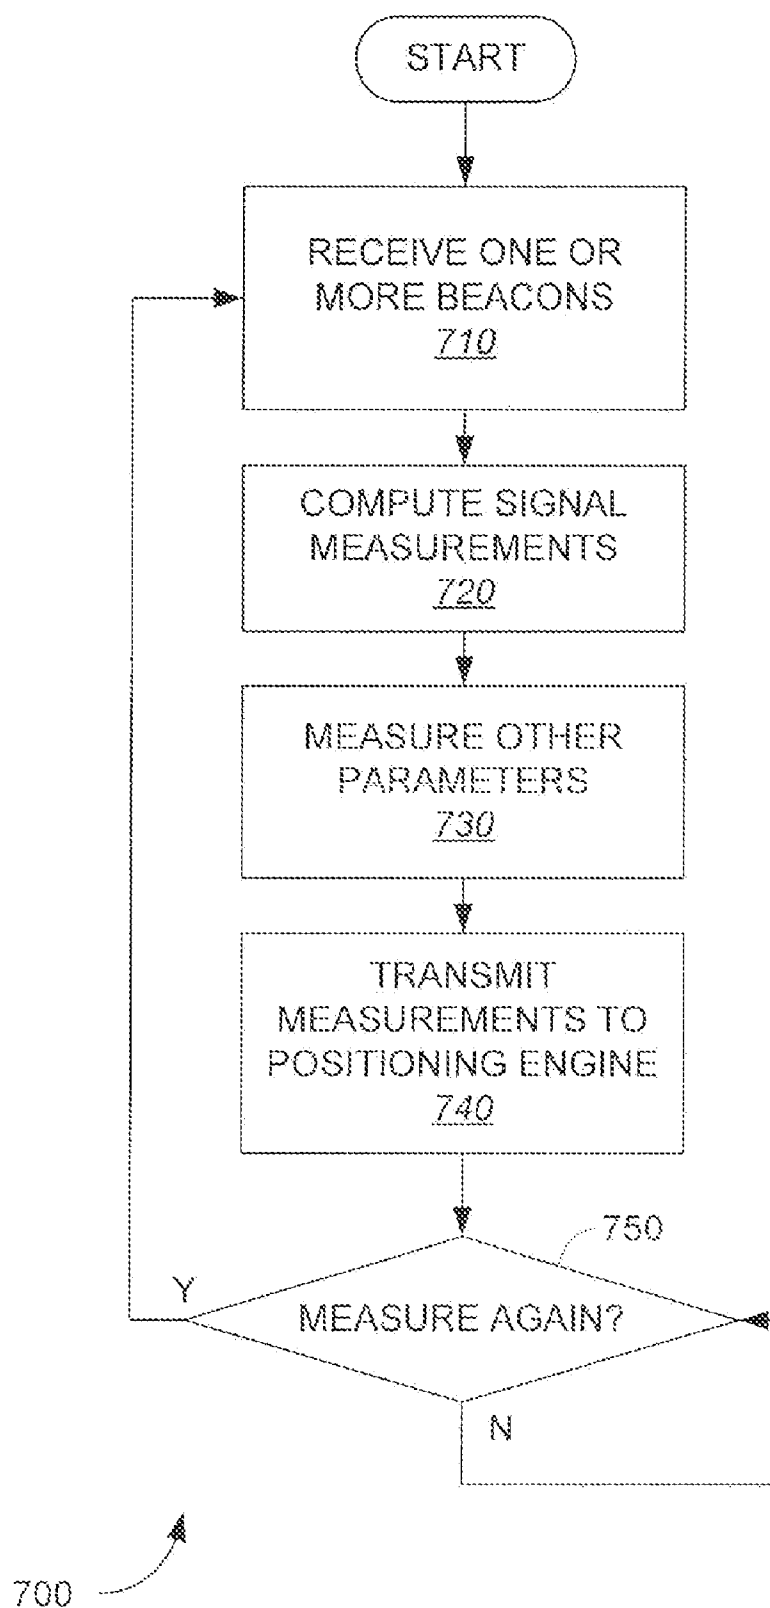 START
RECEIVE ONE OR
MORE BEACONS
710
COMPUTE SIGNAL
MEASUREMENTS
720
MEASURE OTHER
PARAMETERS
730
TRANSMIT
MEASUREMENTS TO
POSITIONING ENGINE
740
750
Y
MEASURE AGAIN?
N
700